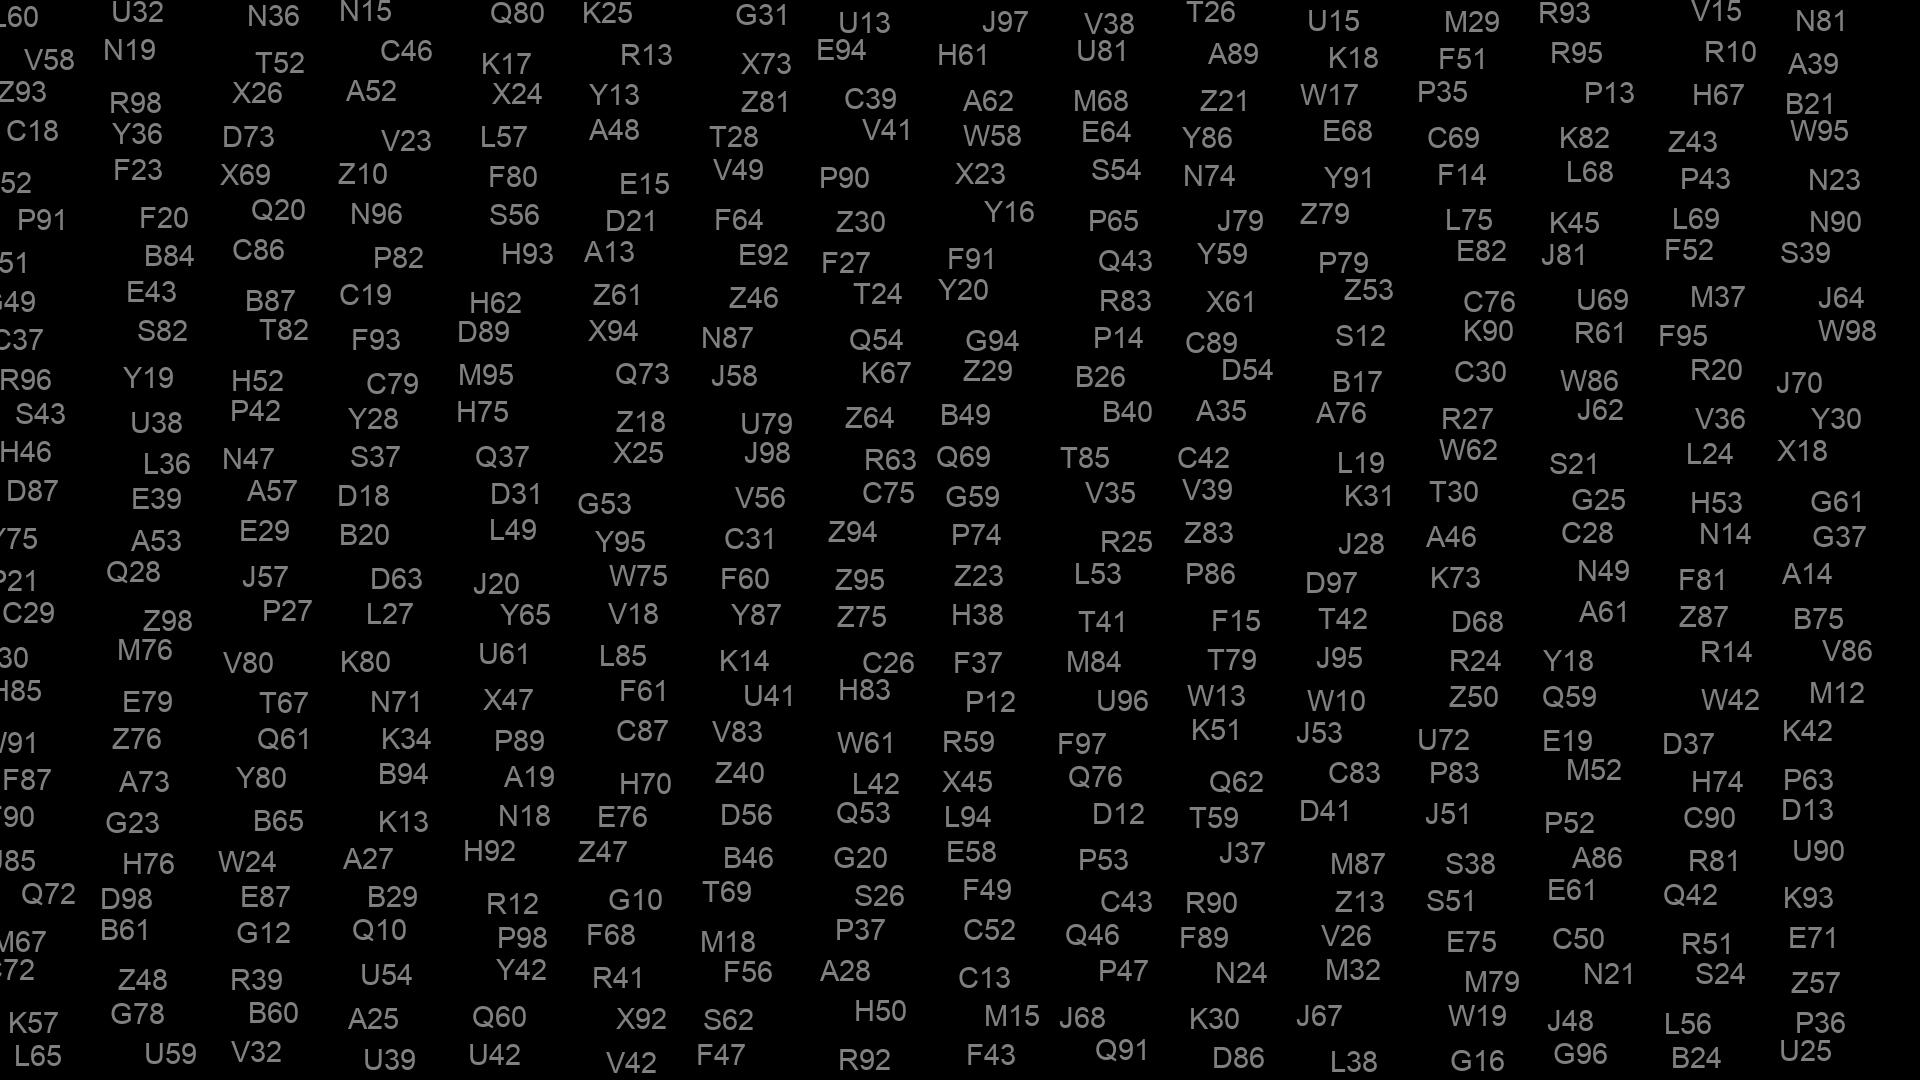 L60 U32 N36 N15 Q80 K25 G31 U13 J97 V38 T26 U15 M29 R93 V15 N81
V58 N19 T52 C46 K17 R13 X73 E94 H61 U81 A89 K18 F51 R95 R10 A39
Z93 R98 X26 A52 X24 Y13 Z81 C39 A62 M68 Z21 W17 P35 P13 H67 B21
C18 Y36 D73 V23 L57 A48 T28 V41 W58 E64 Y86 E68 C69 K82 Z43 W95
52 F23 X69 Z10 F80 E15 V49 P90 X23 S54 N74 Y91 F14 L68 P43 N23
P91 F20 Q20 N96 S56 D21 F64 Z30 Y16 P65 J79 Z79 L75 K45 L69 N90
51 B84 C86 P82 H93 A13 E92 F27 F91 Q43 Y59 P79 E82 J81 F52 S39
49 E43 B87 C19 H62 Z61 Z46 T24 Y20 R83 X61 Z53 C76 U69 M37 J64
C37 S82 T82 F93 D89 X94 N87 Q54 G94 P14 C89 S12 K90 R61 F95 W98
R96 Y19 H52 C79 M95 Q73 J58 K67 Z29 B26 D54 B17 C30 W86 R20 J70
S43 U38 P42 Y28 H75 Z18 U79 Z64 B49 B40 A35 A76 R27 J62 V36 Y30
H46 L36 N47 S37 Q37 X25 J98 R63 Q69 T85 C42 L19 W62 S21 L24 X18
D87 E39 A57 D18 D31 G53 V56 C75 G59 V35 V39 K31 T30 G25 H53 G61
Y75 A53 E29 B20 L49 Y95 C31 Z94 P74 R25 Z83 J28 A46 C28 N14 G37
P21 Q28 J57 D63 J20 W75 F60 Z95 Z23 L53 P86 D97 K73 N49 F81 A14
C29 Z98 P27 L27 Y65 V18 Y87 Z75 H38 T41 F15 T42 D68 A61 Z87 B75
30 M76 V80 K80 U61 L85 K14 C26 F37 M84 T79 J95 R24 Y18 R14 V86
H85 E79 T67 N71 X47 F61 U41 H83 P12 U96 W13 W10 Z50 Q59 W42 M12
91 Z76 Q61 K34 P89 C87 V83 W61 R59 F97 K51 J53 U72 E19 D37 K42
F87 A73 Y80 B94 A19 H70 Z40 L42 X45 Q76 Q62 C83 P83 M52 H74 P63
90 G23 B65 K13 N18 E76 D56 Q53 L94 D12 T59 D41 J51 P52 C90 D13
85 H76 W24 A27 H92 Z47 B46 G20 E58 P53 J37 M87 S38 A86 R81 U90
Q72 D98 E87 B29 R12 G10 T69 S26 F49 C43 R90 Z13 S51 E61 Q42 K93
M67 B61 G12 Q10 P98 F68 M18 P37 C52 Q46 F89 V26 E75 C50 R51 E71
72 Z48 R39 U54 Y42 R41 F56 A28 C13 P47 N24 M32 M79 N21 S24 Z57
K57 G78 B60 A25 Q60 X92 S62 H50 M15 J68 K30 J67 W19 J48 L56 P36
L65 U59 V32 U39 U42 V42 F47 R92 F43 Q91 D86 L38 G16 G96 B24 U25